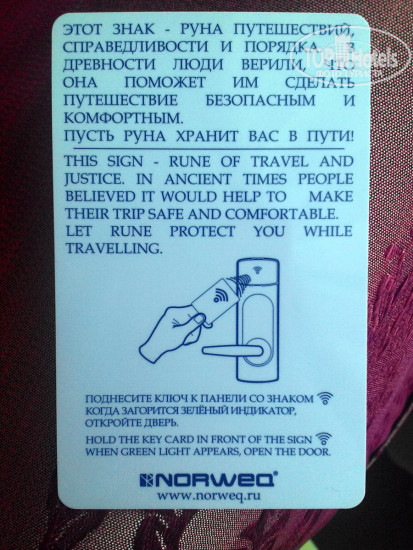 ЭТОТ ЗНАК - РУНА ПУТЕШЕСТВИЙ,
СПРАВЕДЛИВОСТИ И ПОРЯДКА. В
ДРЕВНОСТИ ЛЮДИ ВЕРИЛИ, ЧТО
ОНА ПОМОЖЕТ ИМ СДЕЛАТЬ
ПУТЕШЕСТВИЕ БЕЗОПАСНЫМ И
КОМФОРТНЫМ.
ПУСТЬ РУНА ХРАНИТ ВАС В ПУТИ!
THIS SIGN - RUNE OF TRAVEL AND
JUSTICE. IN ANCIENT TIMES PEOPLE
BELIEVED IT WOULD HELP TO MAKE
THEIR TRIP SAFE AND COMFORTABLE.
LET RUNE PROTECT YOU WHILE
TRAVELLING.
ПОДНЕСИТЕ КЛЮЧ К ПАНЕЛИ СО ЗНАКОМ
КОГДА ЗАГОРИТСЯ ЗЕЛЁНЫЙ ИНДИКАТОР,
ОТКРОЙТЕ ДВЕРЬ.
HOLD THE KEY CARD IN FRONT OF THE SIGN
WHEN GREEN LIGHT APPEARS, OPEN THE DOOR.
NORWEQ
www.norweq.ru